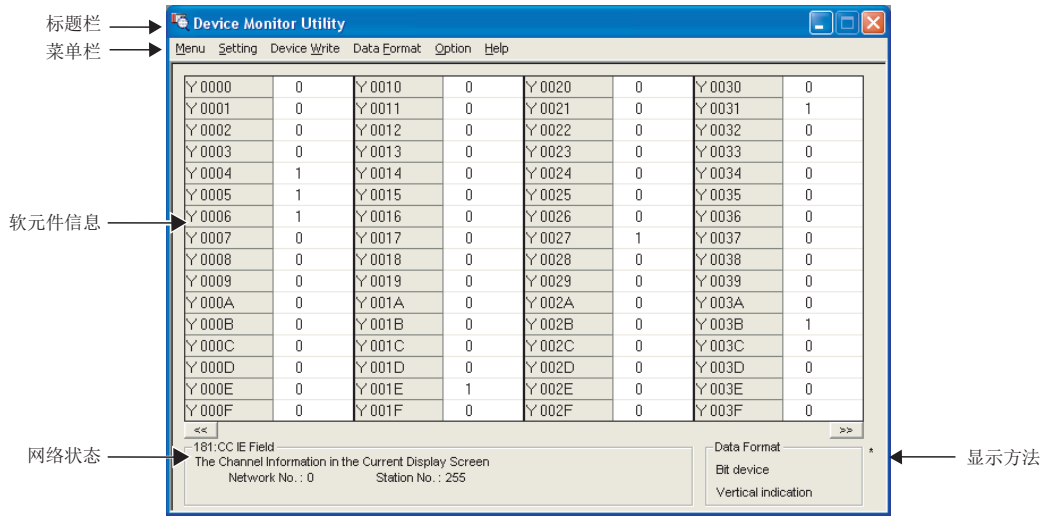 标题栏
Device Monitor Utility
菜单栏
Menu Setting Device Write Data Format Option Help
Y 0000 0 Y 0010 0 Y 0020 0 Y 0030 0
Y 0001 0 Y 0011 0 Y 0021 0 Y 0031 1
Y 0002 0 Y 0012 0 Y 0022 0 Y 0032 0
Y 0003 0 Y 0013 0 Y 0023 0 Y 0033 0
Y 0004 1 Y 0014 0 Y 0024 0 Y 0034 0
Y 0005 1 Y 0015 0 Y 0025 0 Y 0035 0
软元件信息
Y 0006 1 Y 0016 0 Y 0026 0 Y 0036 0
Y 0007 0 Y 0017 0 Y 0027 1 Y 0037 0
Y 0008 0 Y 0018 0 Y 0028 0 Y 0038 0
Y 0009 0 Y 0019 0 Y 0029 0 Y 0039 0
Y 000A 0 Y 001A 0 Y 002A 0 Y 003A 0
Y 000B 0 Y 001B 0 Y 002B 0 Y 003B 1
Y 000C 0 Y 001C 0 Y 002C 0 Y 003C 0
Y 000D 0 Y 001D 0 Y 002D 0 Y 003D 0
Y 000E 0 Y 001E 1 Y 002E 0 Y 003E 0
Y 000F 0 Y 001F 0 Y 002F 0 Y 003F 0
<< >>
网络状态
181:CC IE Field
The Channel Information in the Current Display Screen
Network No. : 0 Station No. : 255
Data Format
Bit device
Vertical indication
*
显示方法